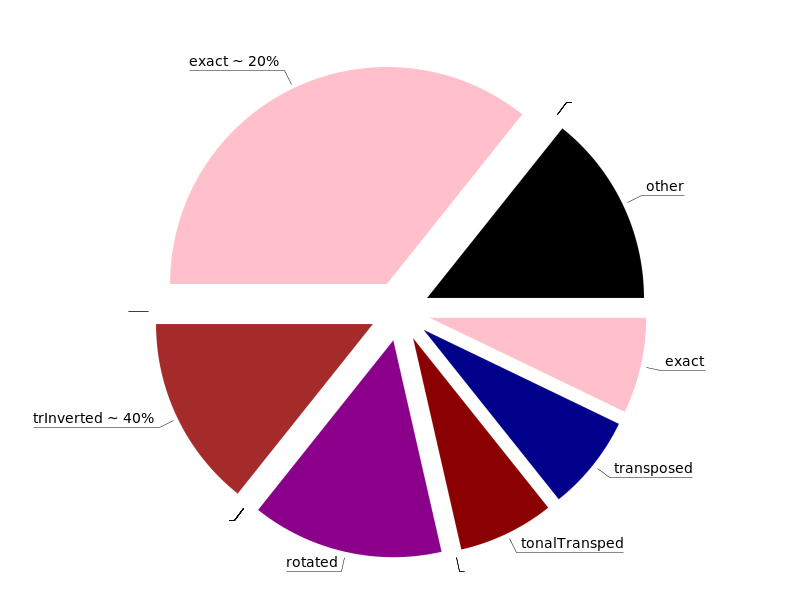 exact ~ 20%
other
exact
trInverted ~ 40%
transposed
tonalTransped
rotated